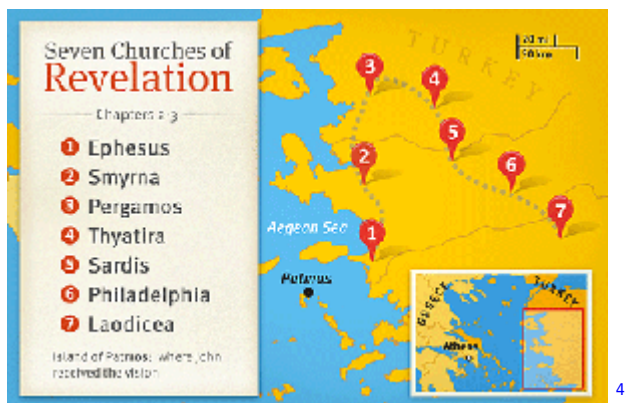 Seven Churches of
Revelation
Chapters 2-3
1 Ephesus
2 Smyrna
3 Pergamos
4 Thyatira
5 Sardis
6 Philadelphia
7 Laodicea
Island of Patmos: where John
received the vision
TURKEY
3
4
5
2
6
7
1
Aegean Sea
Patmos
GREECE
TURKEY
Athens
4